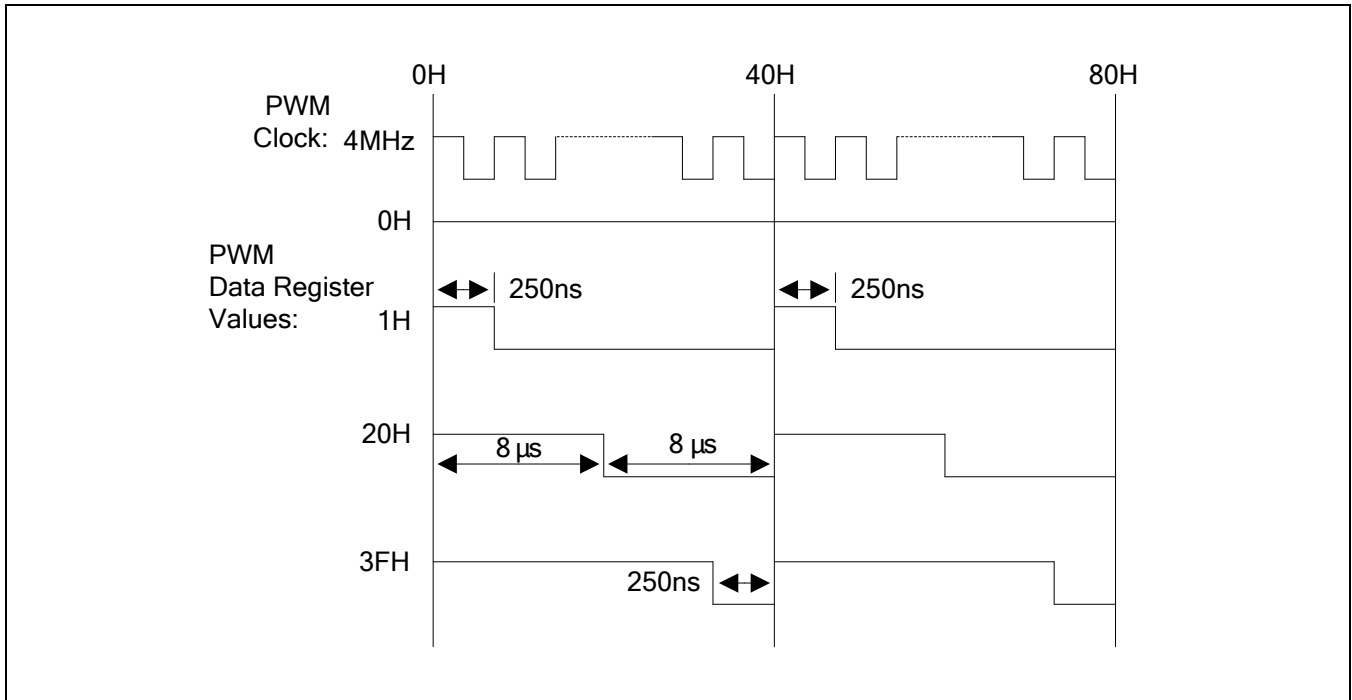 0H 40H 80H
PWM
Clock: 4MHz
0H
PWM
Data Register
Values:
250ns 250ns
1H
20H
8 µs 8 µs
3FH
250ns